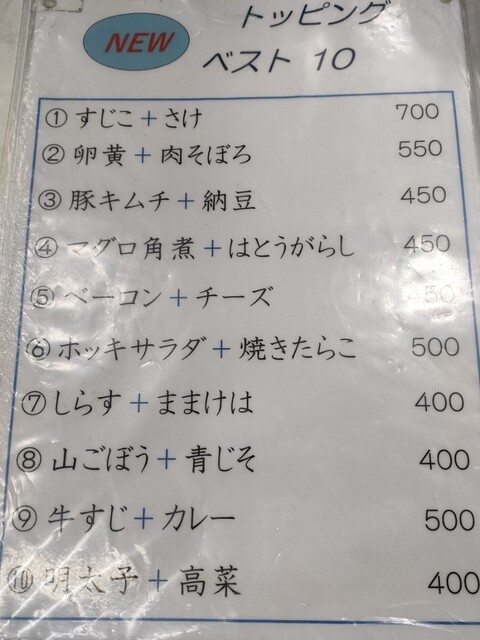 NEW
トッピング
ベスト 10
① すじこ+さけ 700
② 卵黄+肉そぼろ 550
③ 豚キムチ+納豆 450
④ マグロ角煮+はとうがらし 450
⑤ ベーコン+チーズ 450
⑥ ホッキサラダ+焼きたらこ 500
⑦ しらす+ままけは 400
⑧ 山ごぼう+青じそ 400
⑨ 牛すじ+カレー 500
⑩ 明太子+高菜 400